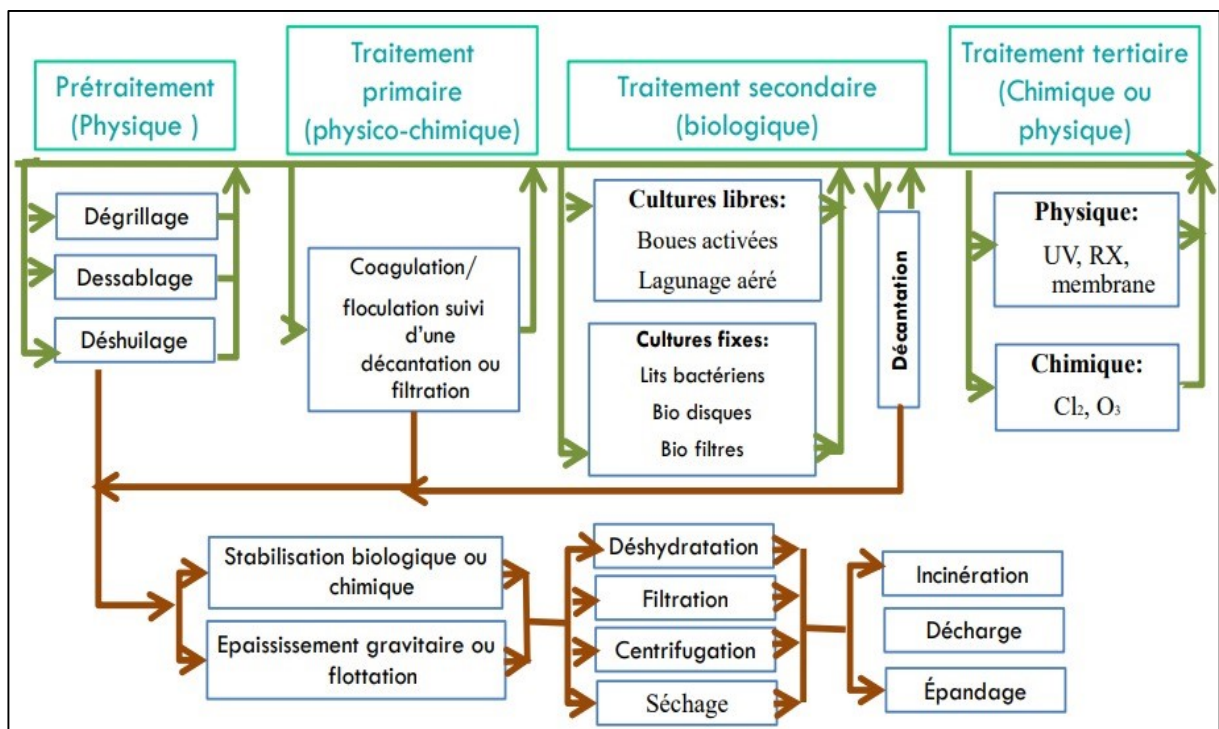 Prétraitement
(Physique )
Traitement
primaire
(physico-chimique)
Traitement secondaire
(biologique)
Traitement tertiaire
(Chimique ou
physique)
Dégrillage
Dessablage
Déshuilage
Coagulation/
floculation suivi
d'une
décantation ou
filtration
Cultures libres:
Boues activées
Lagunage aéré
Cultures fixes:
Lits bactériens
Bio disques
Bio filtres
Décantation
Physique:
UV, RX,
membrane
Chimique:
Cl₂, O₃
Stabilisation biologique ou
chimique
Epaississement gravitaire ou
flottation
Déshydratation
Filtration
Centrifugation
Séchage
Incinération
Décharge
Épandage